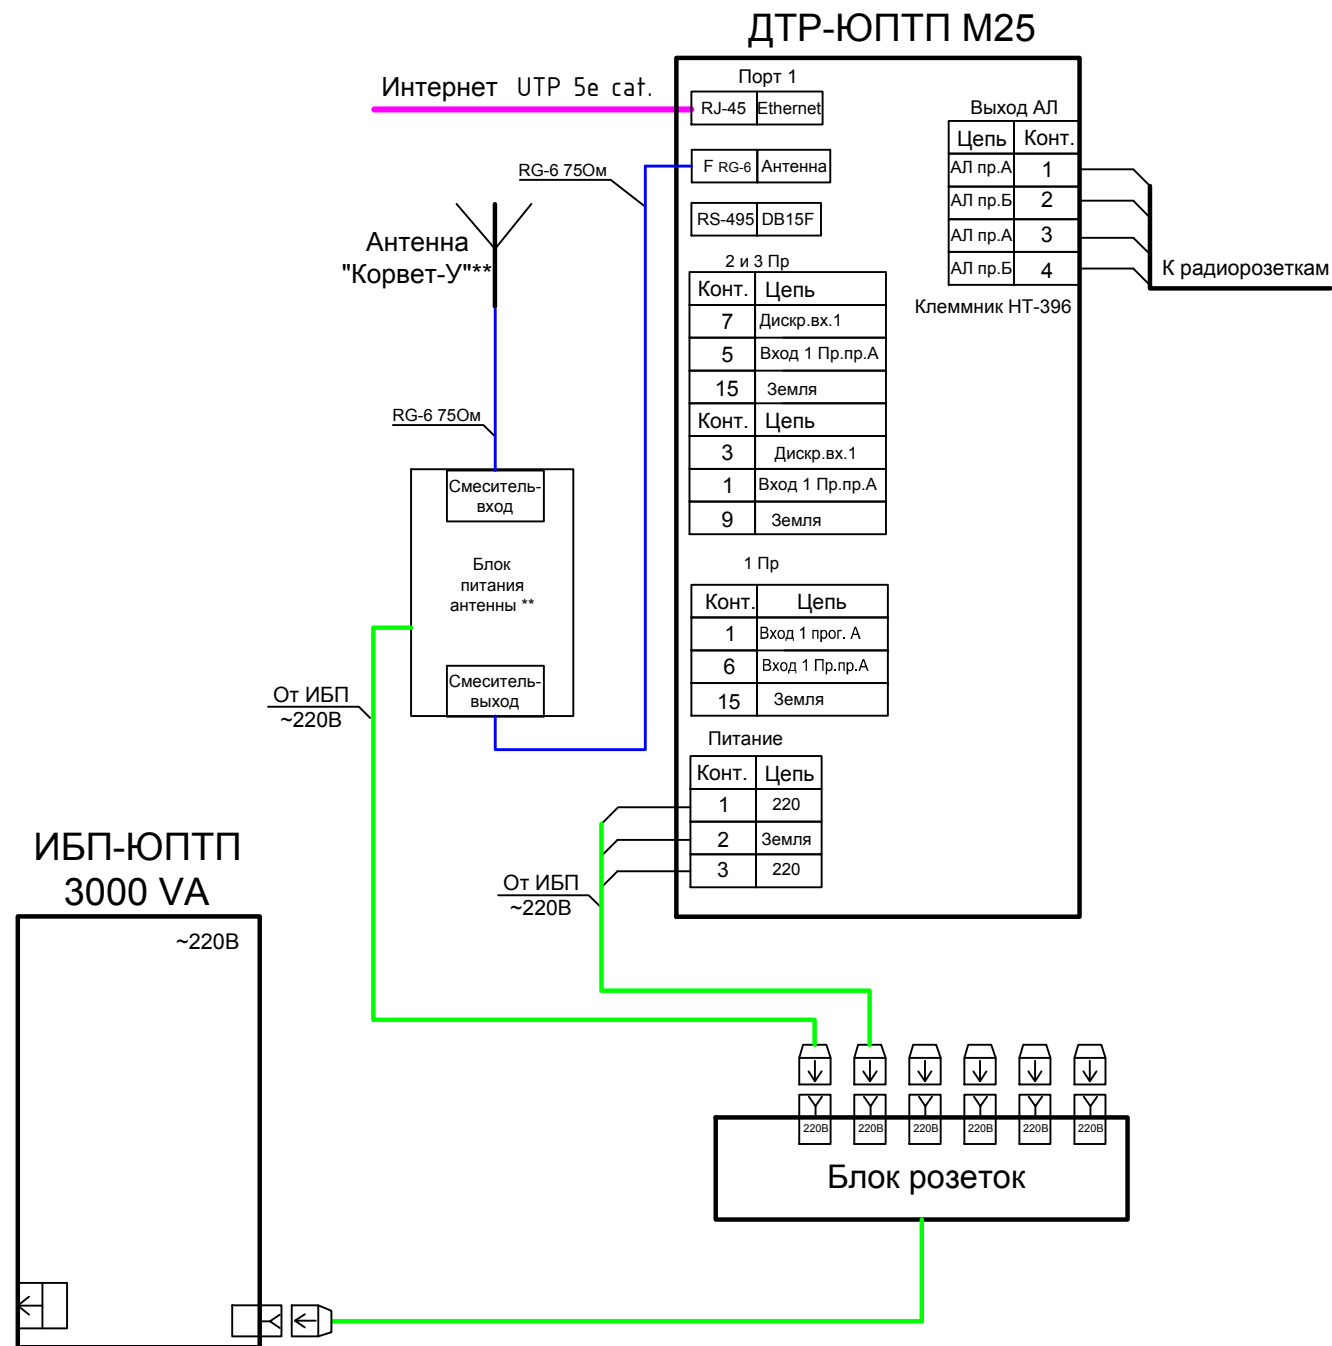 ДТР-ЮПТП М25
Интернет UTP 5e cat.
Порт 1
RJ-45 Ethernet
F RG-6 Антенна
RS-495 DB15F
RG-6 75Ом
Антенна
"Корвет-У"**
RG-6 75Ом
Выход АЛ
Цепь Конт.
АЛ пр.А 1
АЛ пр.Б 2
АЛ пр.А 3
АЛ пр.Б 4
Клеммник НТ-396
К радиорозеткам
2 и 3 Пр
Конт. Цепь
7 Дискр.вх.1
5 Вход 1 Пр.пр.А
15 Земля
Конт. Цепь
3 Дискр.вх.1
1 Вход 1 Пр.пр.А
9 Земля
1 Пр
Конт. Цепь
1 Вход 1 прог. А
6 Вход 1 Пр.пр.А
15 Земля
Питание
Конт. Цепь
1 220
2 Земля
3 220
Смеситель-
вход
Блок
питания
антенны **
Смеситель-
выход
От ИБП
~220В
От ИБП
~220В
ИБП-ЮПТП
3000 VA
~220В
220В 220В 220В 220В 220В 220В
Блок розеток